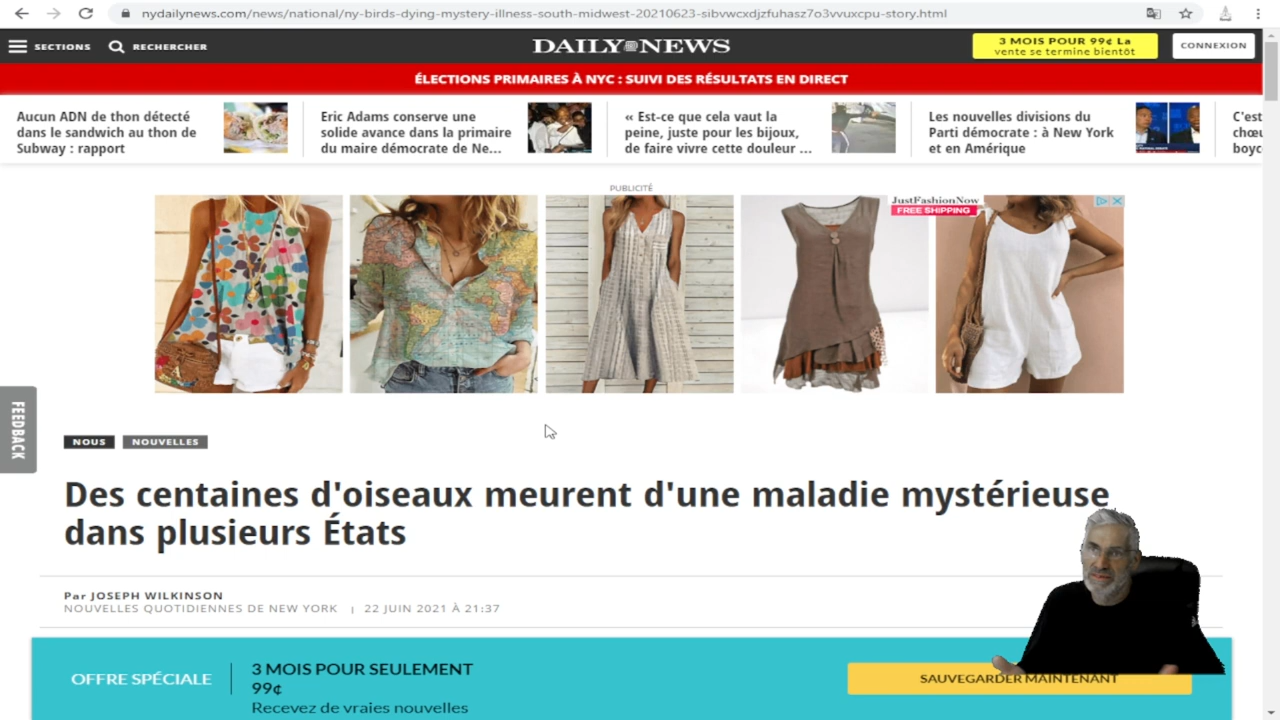 nydailynews.com/news/national/ny-birds-dying-mystery-illness-south-midwest-20210623-sibvwcxdjzfuhasz7o3vvuxcpu-story.html
SECTIONS
RECHERCHER
DAILY NEWS
3 MOIS POUR 99¢ La
vente se termine bientôt
CONNEXION
ÉLECTIONS PRIMAIRES À NYC : SUIVI DES RÉSULTATS EN DIRECT
Aucun ADN de thon détecté
dans le sandwich au thon de
Subway : rapport
Eric Adams conserve une
solide avance dans la primaire
du maire démocrate de Ne...
« Est-ce que cela vaut la
peine, juste pour les bijoux,
de faire vivre cette douleur ...
Les nouvelles divisions du
Parti démocrate : à New York
et en Amérique
C'est
chœu
boyc
PUBLICITÉ
JustFashionNow
FREE SHIPPING
FEEDBACK
NOUS
NOUVELLES
Des centaines d'oiseaux meurent d'une maladie mystérieuse
dans plusieurs États
Par JOSEPH WILKINSON
NOUVELLES QUOTIDIENNES DE NEW YORK | 22 JUIN 2021 À 21:37
OFFRE SPÉCIALE
3 MOIS POUR SEULEMENT
99¢
Recevez de vraies nouvelles
SAUVEGARDER MAINTENANT